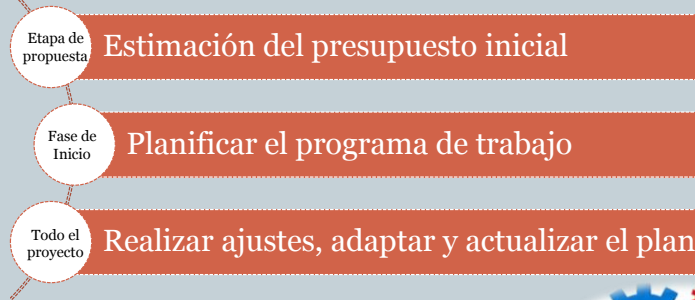 Etapa de
propuesta
Estimación del presupuesto inicial
Fase de
Inicio
Planificar el programa de trabajo
Todo el
proyecto
Realizar ajustes, adaptar y actualizar el plan